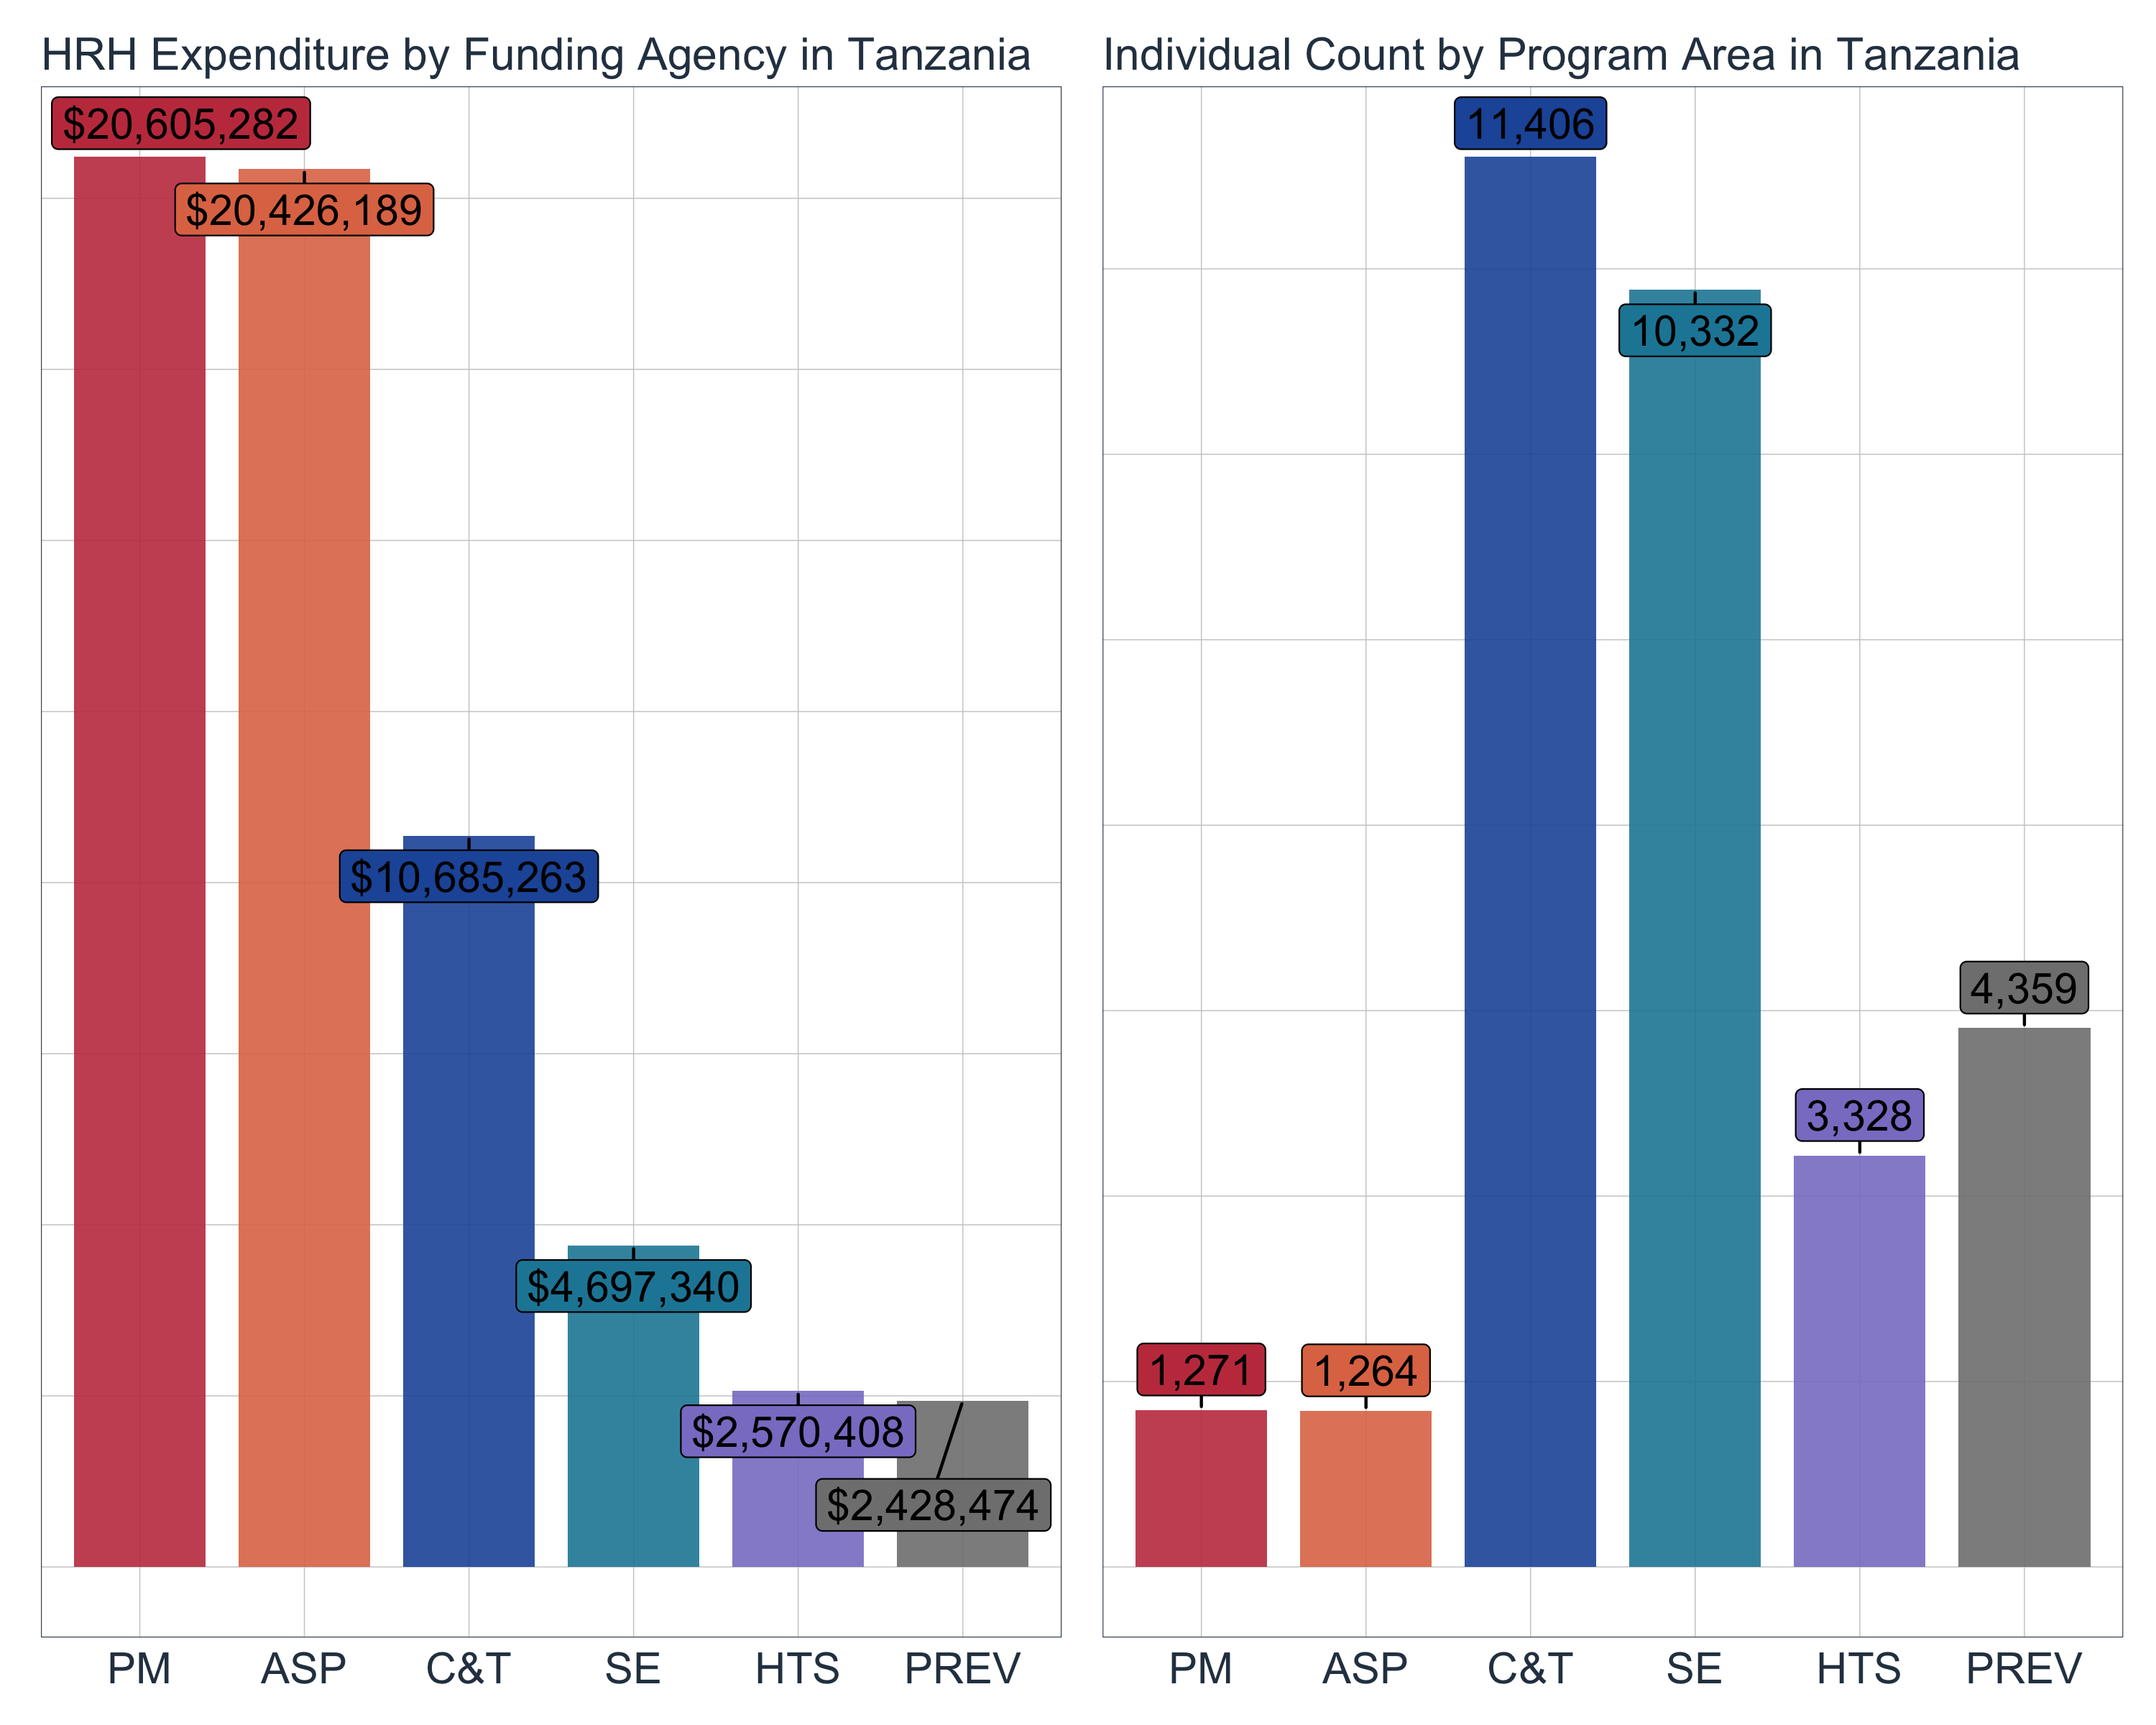 HRH Expenditure by Funding Agency in Tanzania
$20,605,282
$20,426,189
$10,685,263
$4,697,340
$2,570,408
$2,428,474
PM ASP C&T SE HTS PREV
Individual Count by Program Area in Tanzania
11,406
10,332
4,359
3,328
1,271 1,264
PM ASP C&T SE HTS PREV